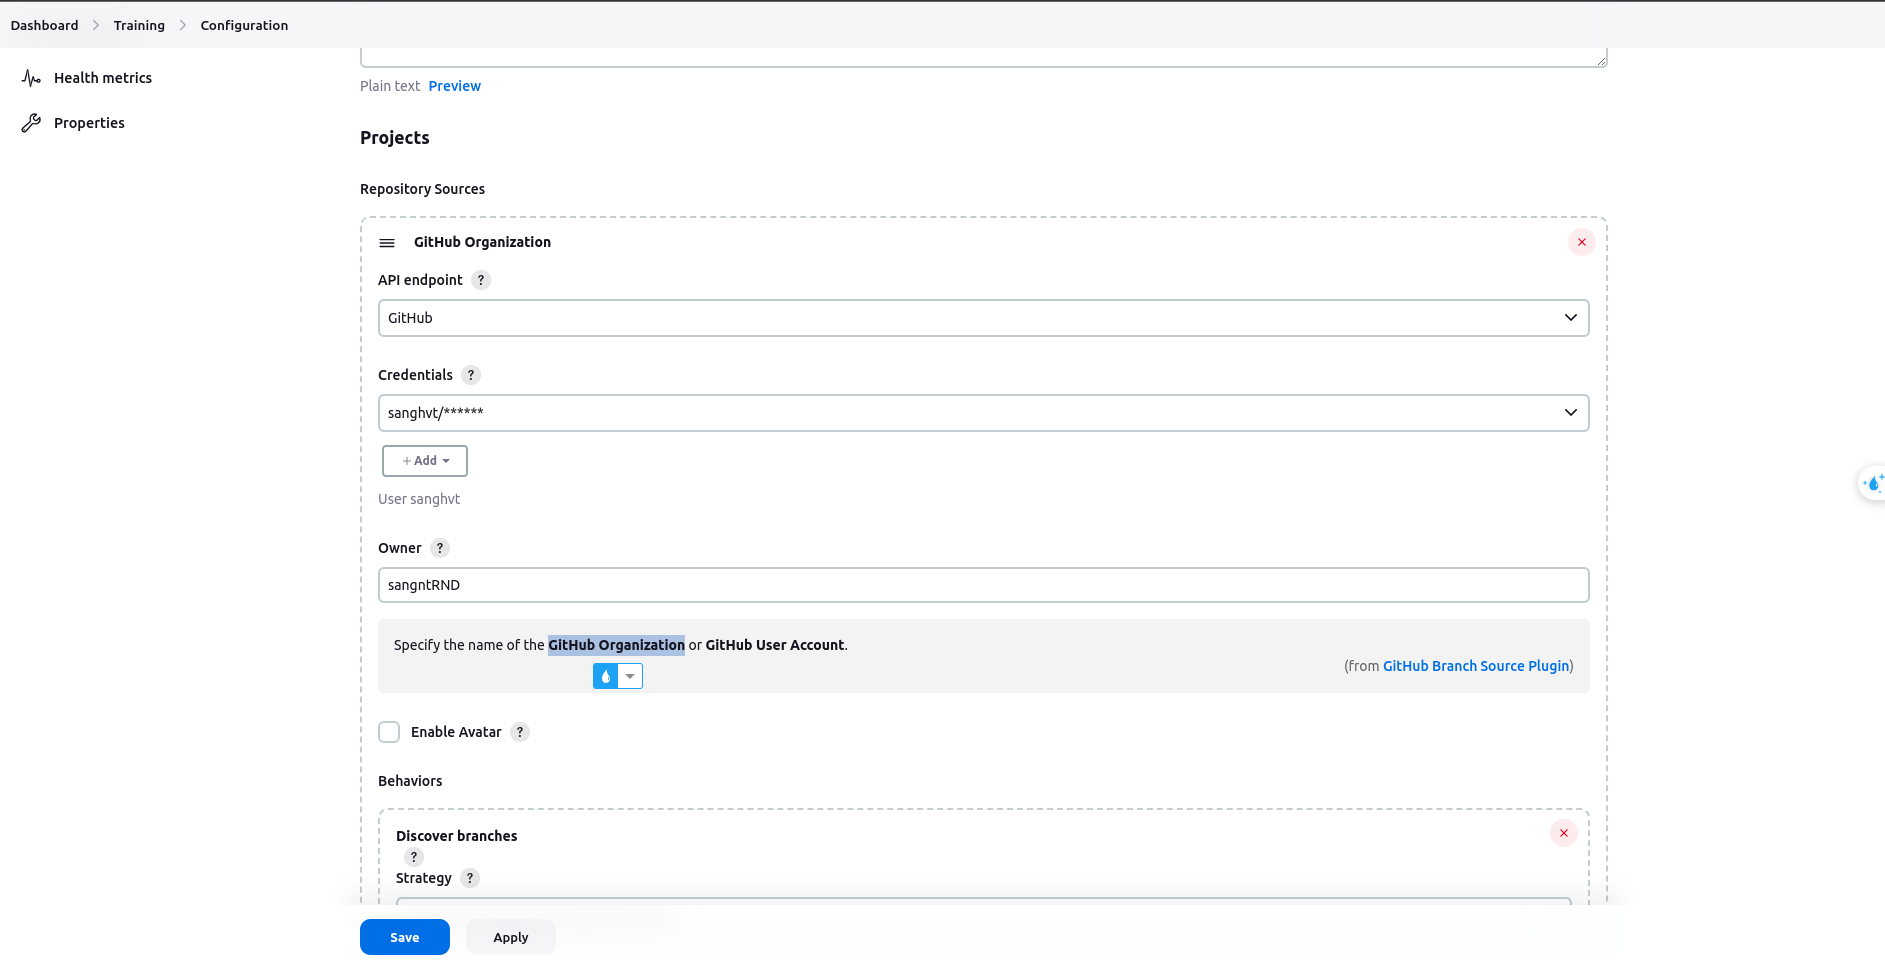 Dashboard > Training > Configuration
Health metrics
Properties
Plain text Preview
Projects
Repository Sources
GitHub Organization
API endpoint ?
GitHub
Credentials ?
sanghvt/******
+ Add
User sanghvt
Owner ?
sangntRND
Specify the name of the GitHub Organization or GitHub User Account.
(from GitHub Branch Source Plugin)
Enable Avatar ?
Behaviors
Discover branches
?
Strategy ?
Save Apply